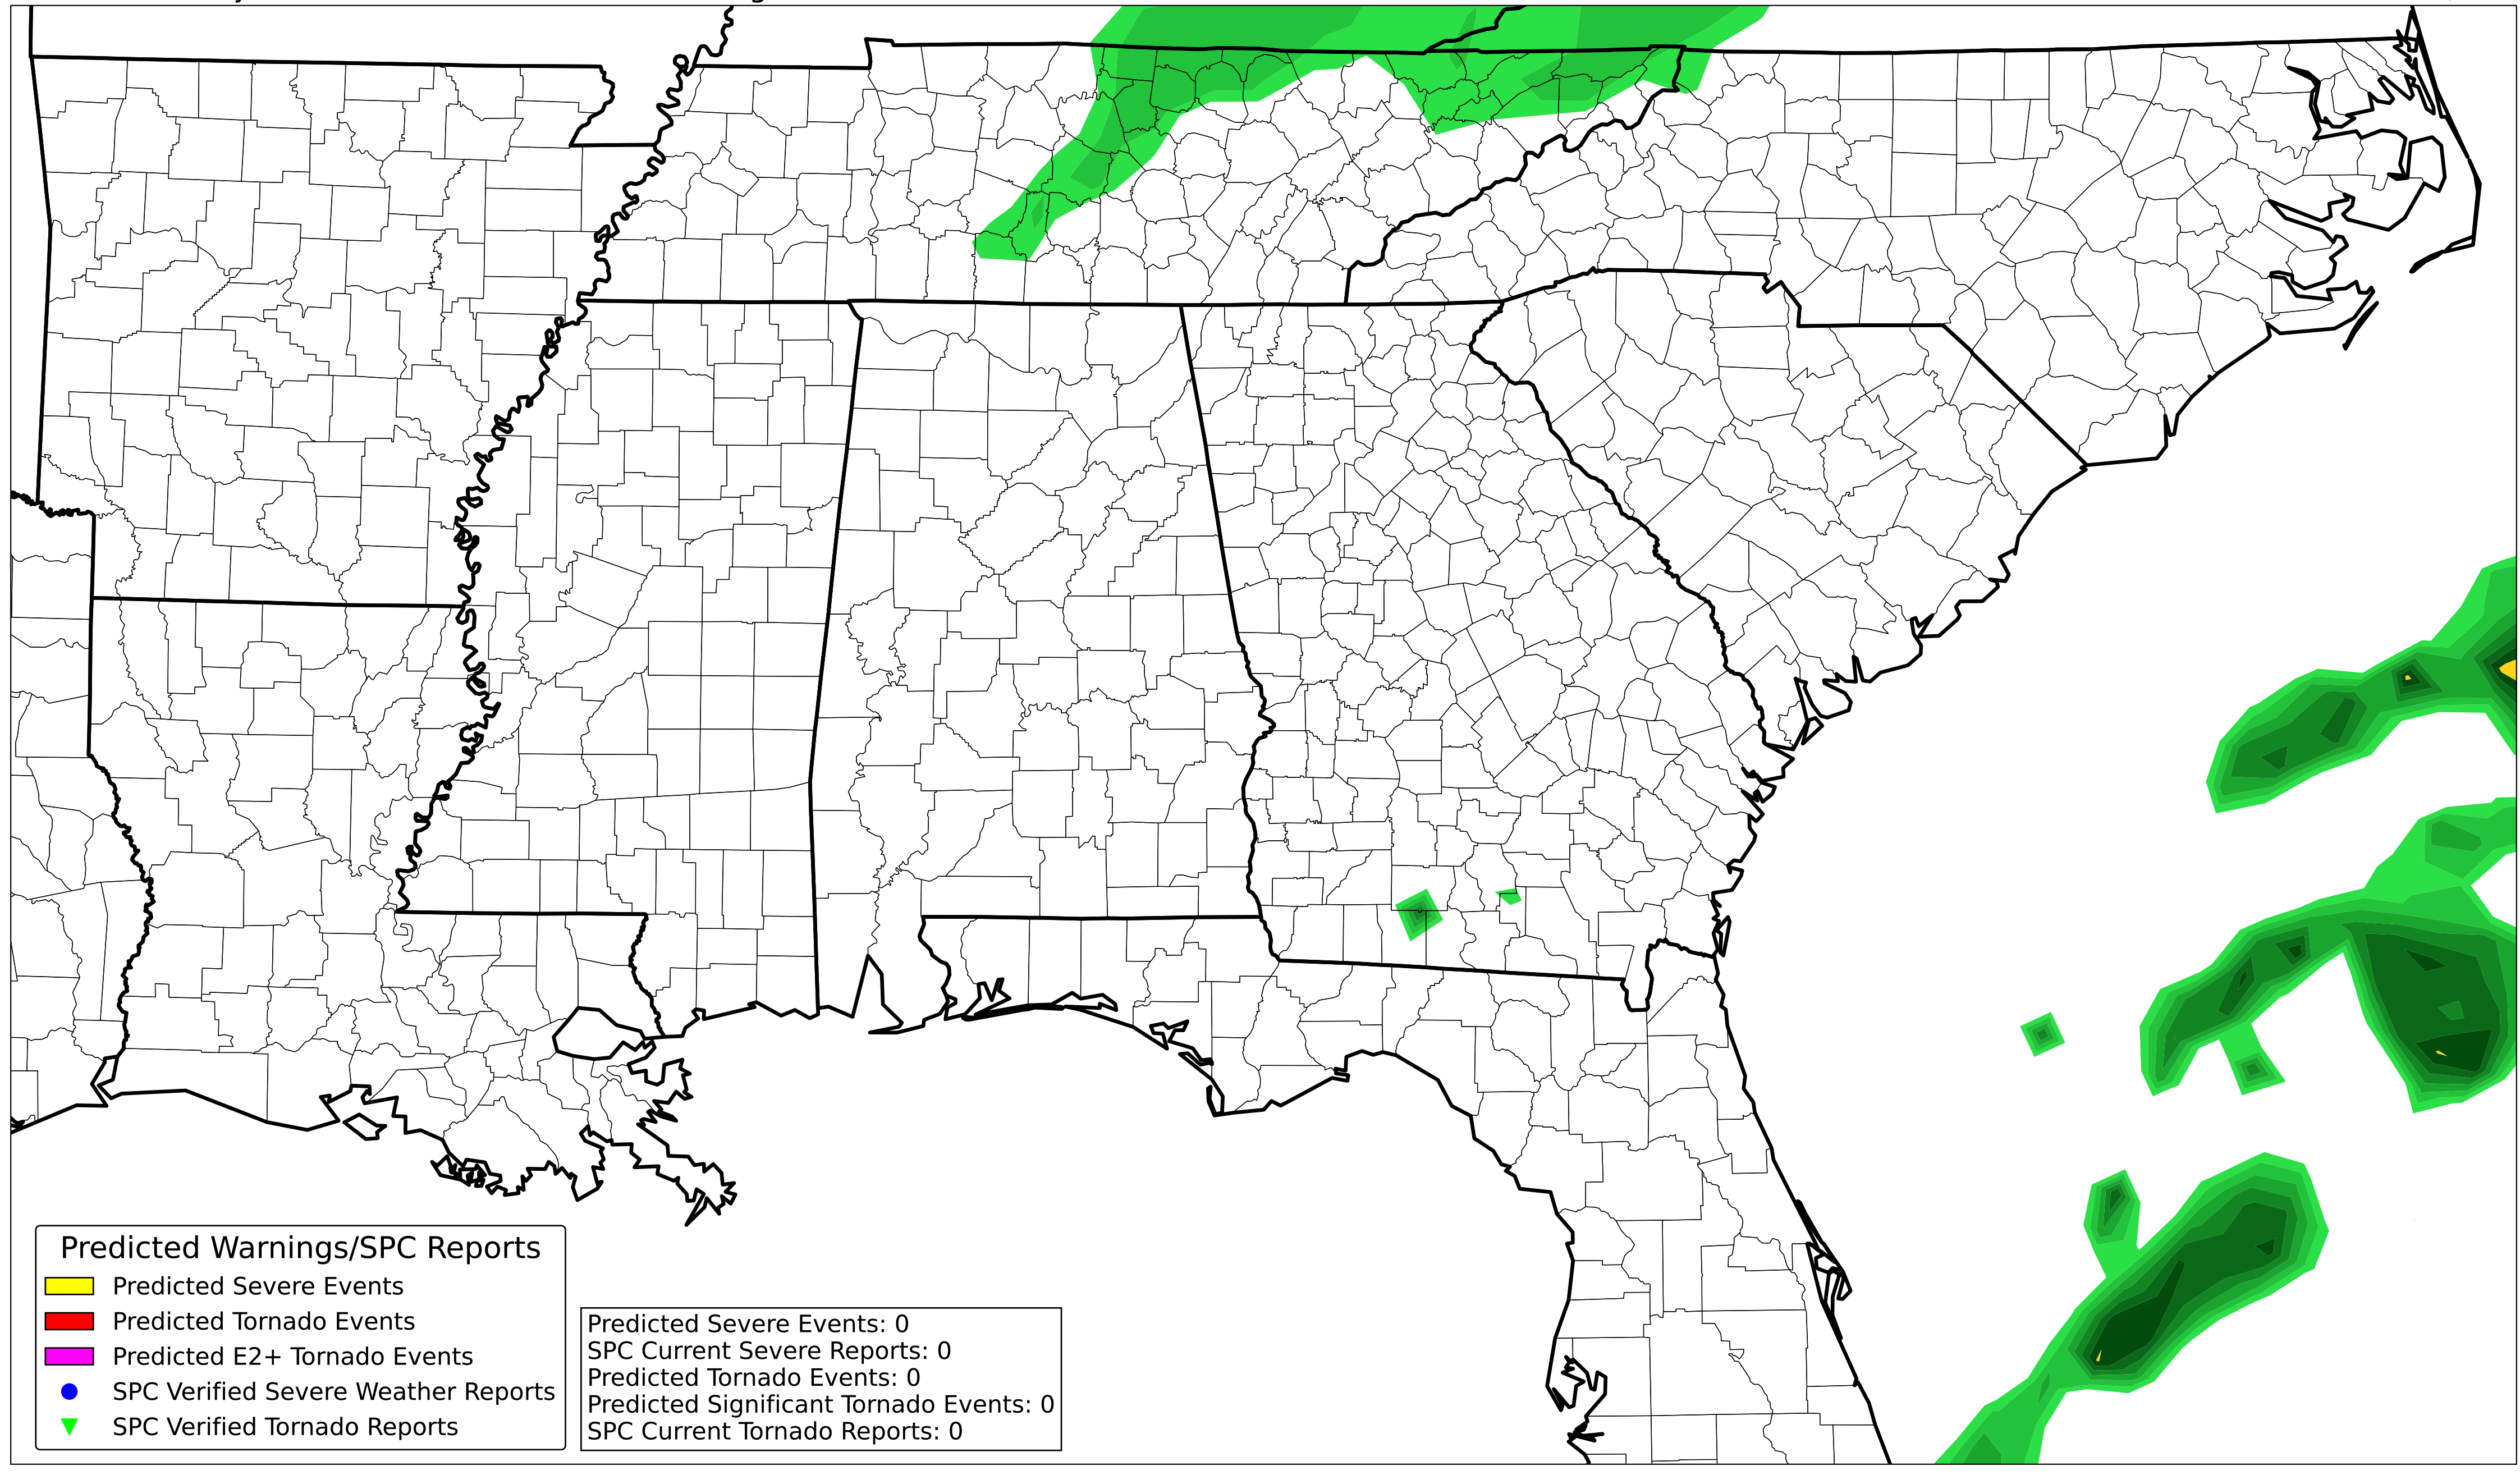 Predicted Warnings/SPC Reports
Predicted Severe Events
Predicted Tornado Events
Predicted E2+ Tornado Events
SPC Verified Severe Weather Reports
SPC Verified Tornado Reports
Predicted Severe Events: 0
SPC Current Severe Reports: 0
Predicted Tornado Events: 0
Predicted Significant Tornado Events: 0
SPC Current Tornado Reports: 0